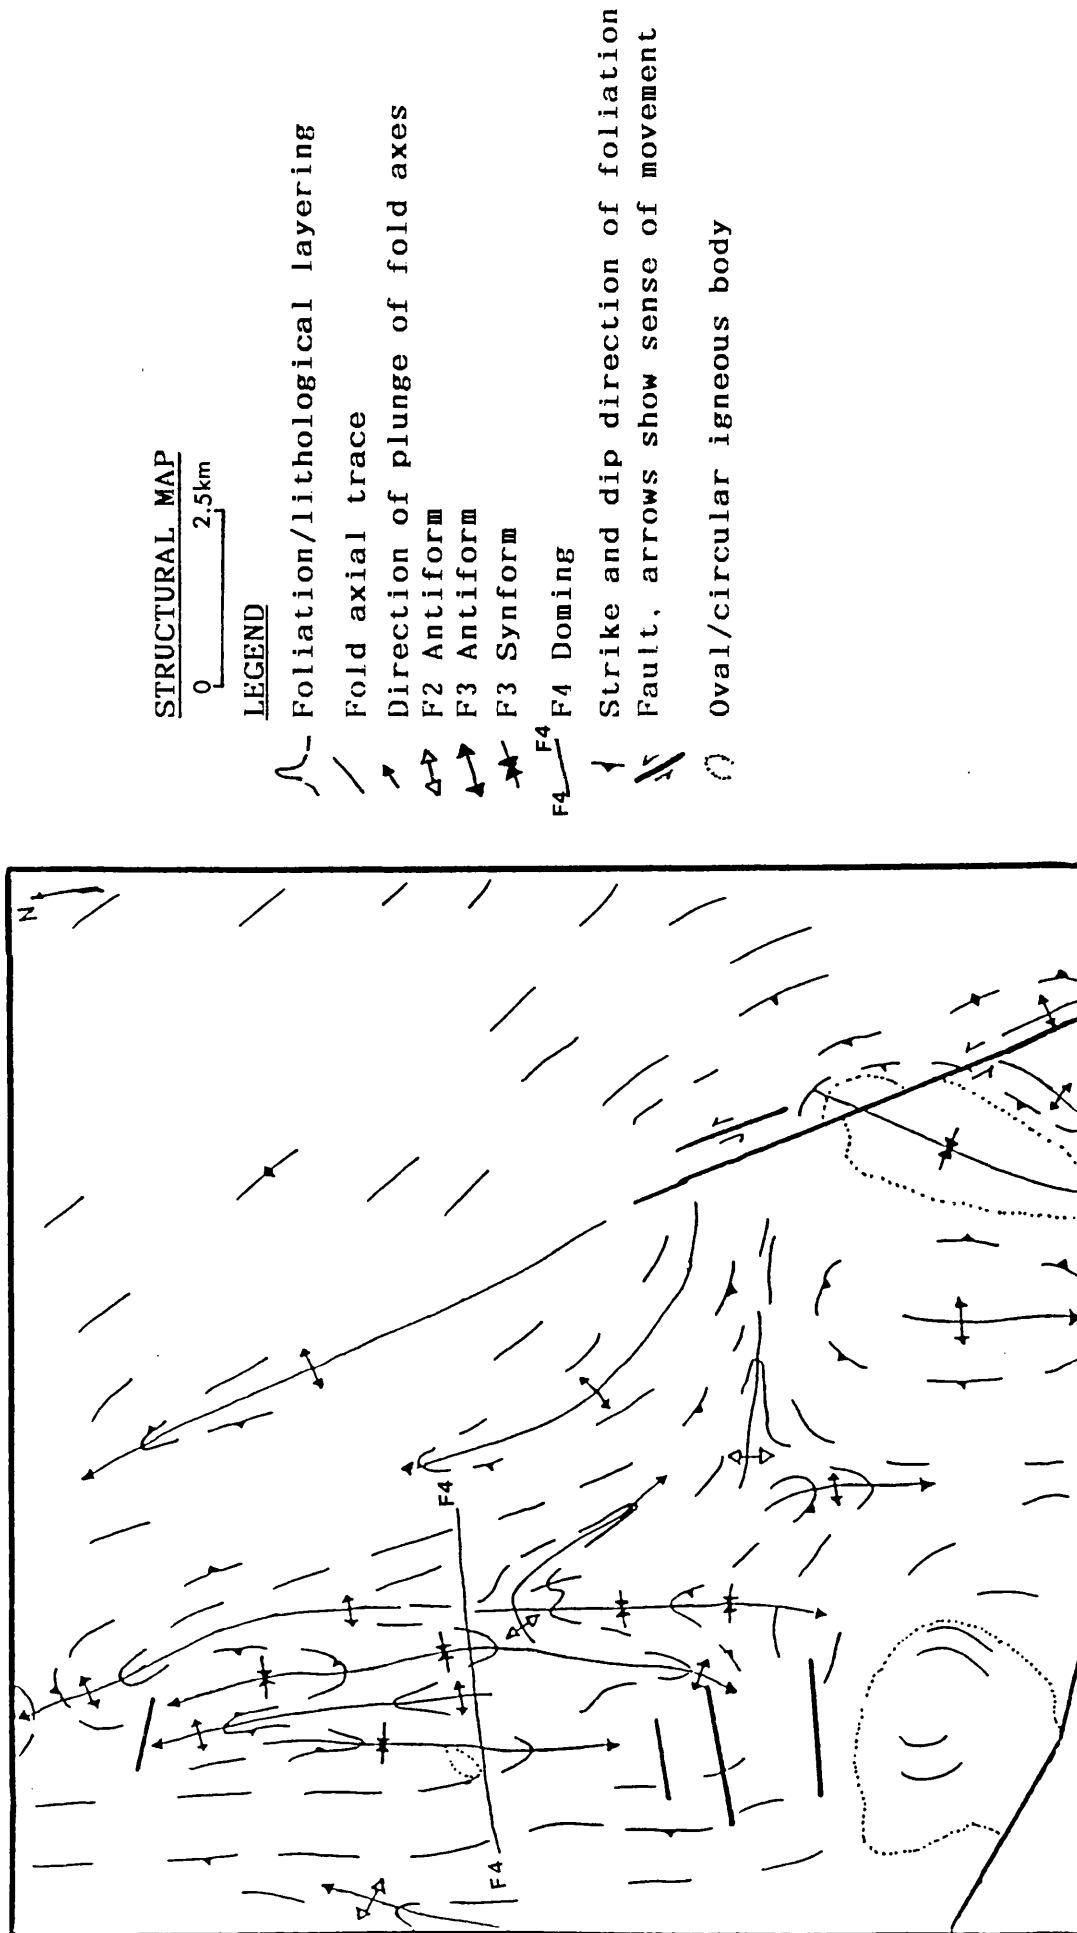 STRUCTURAL MAP
0 2.5km
LEGEND
Foliation/lithological layering
Fold axial trace
Direction of plunge of fold axes
F2 Antiform
F3 Antiform
F3 Synform
F4 F4 F4 Doming
Strike and dip direction of foliation
Fault, arrows show sense of movement
Oval/circular igneous body
N
F4
F4